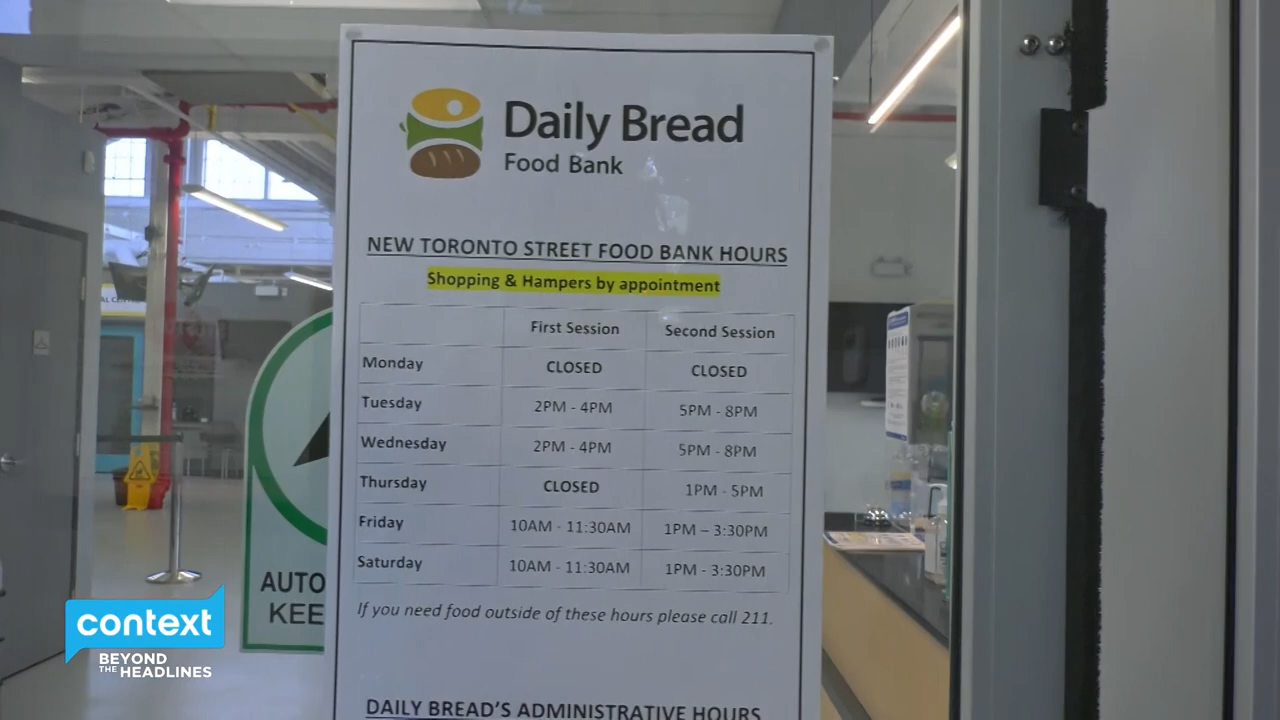 Daily Bread
Food Bank
NEW TORONTO STREET FOOD BANK HOURS
Shopping & Hampers by appointment
First Session Second Session
Monday CLOSED CLOSED
Tuesday 2PM - 4PM 5PM - 8PM
Wednesday 2PM - 4PM 5PM - 8PM
Thursday CLOSED 1PM - 5PM
Friday 10AM - 11:30AM 1PM – 3:30PM
Saturday 10AM - 11:30AM 1PM - 3:30PM
If you need food outside of these hours please call 211.
DAILY BREAD'S ADMINISTRATIVE HOURS
AUTO
KEE
context
BEYOND
THE HEADLINES